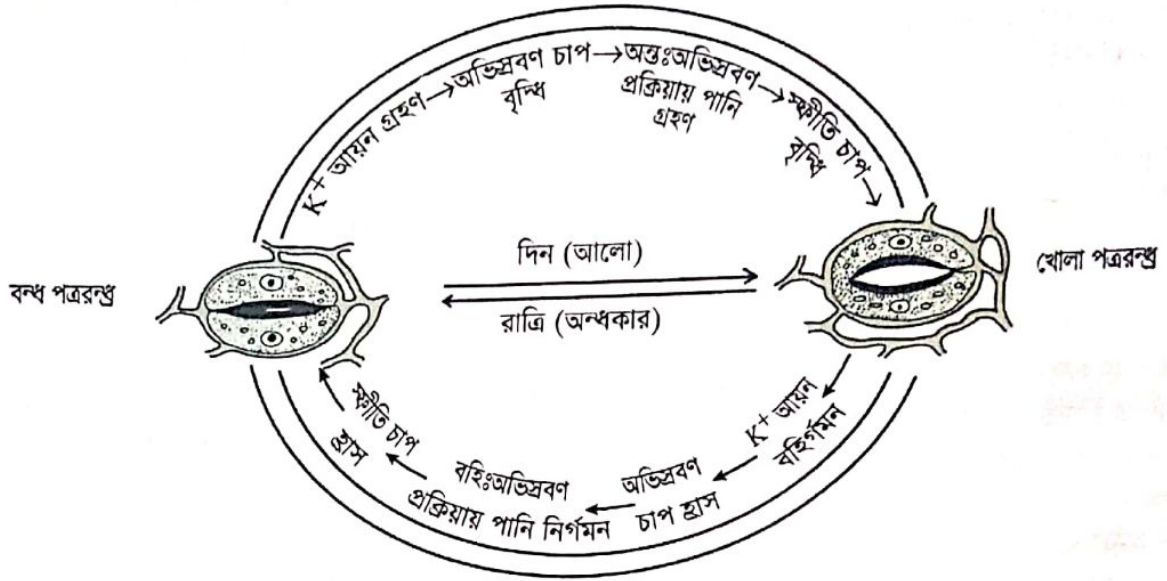 K⁺ আয়ন গ্রহণ→অভিস্রবণ চাপ→অন্তঃঅভিস্রবণ→স্ফীতি চাপ→
বৃদ্ধি
প্রক্রিয়ায় পানি
গ্রহণ
বৃদ্ধি
দিন (আলো)
রাত্রি (অন্ধকার)
বন্ধ পত্ররন্ধ্র
খোলা পত্ররন্ধ্র
K⁺ আয়ন
বহির্গমন
অভিস্রবণ
চাপ হ্রাস
বহিঃঅভিস্রবণ
প্রক্রিয়ায় পানি নির্গমন
স্ফীতি চাপ
হ্রাস